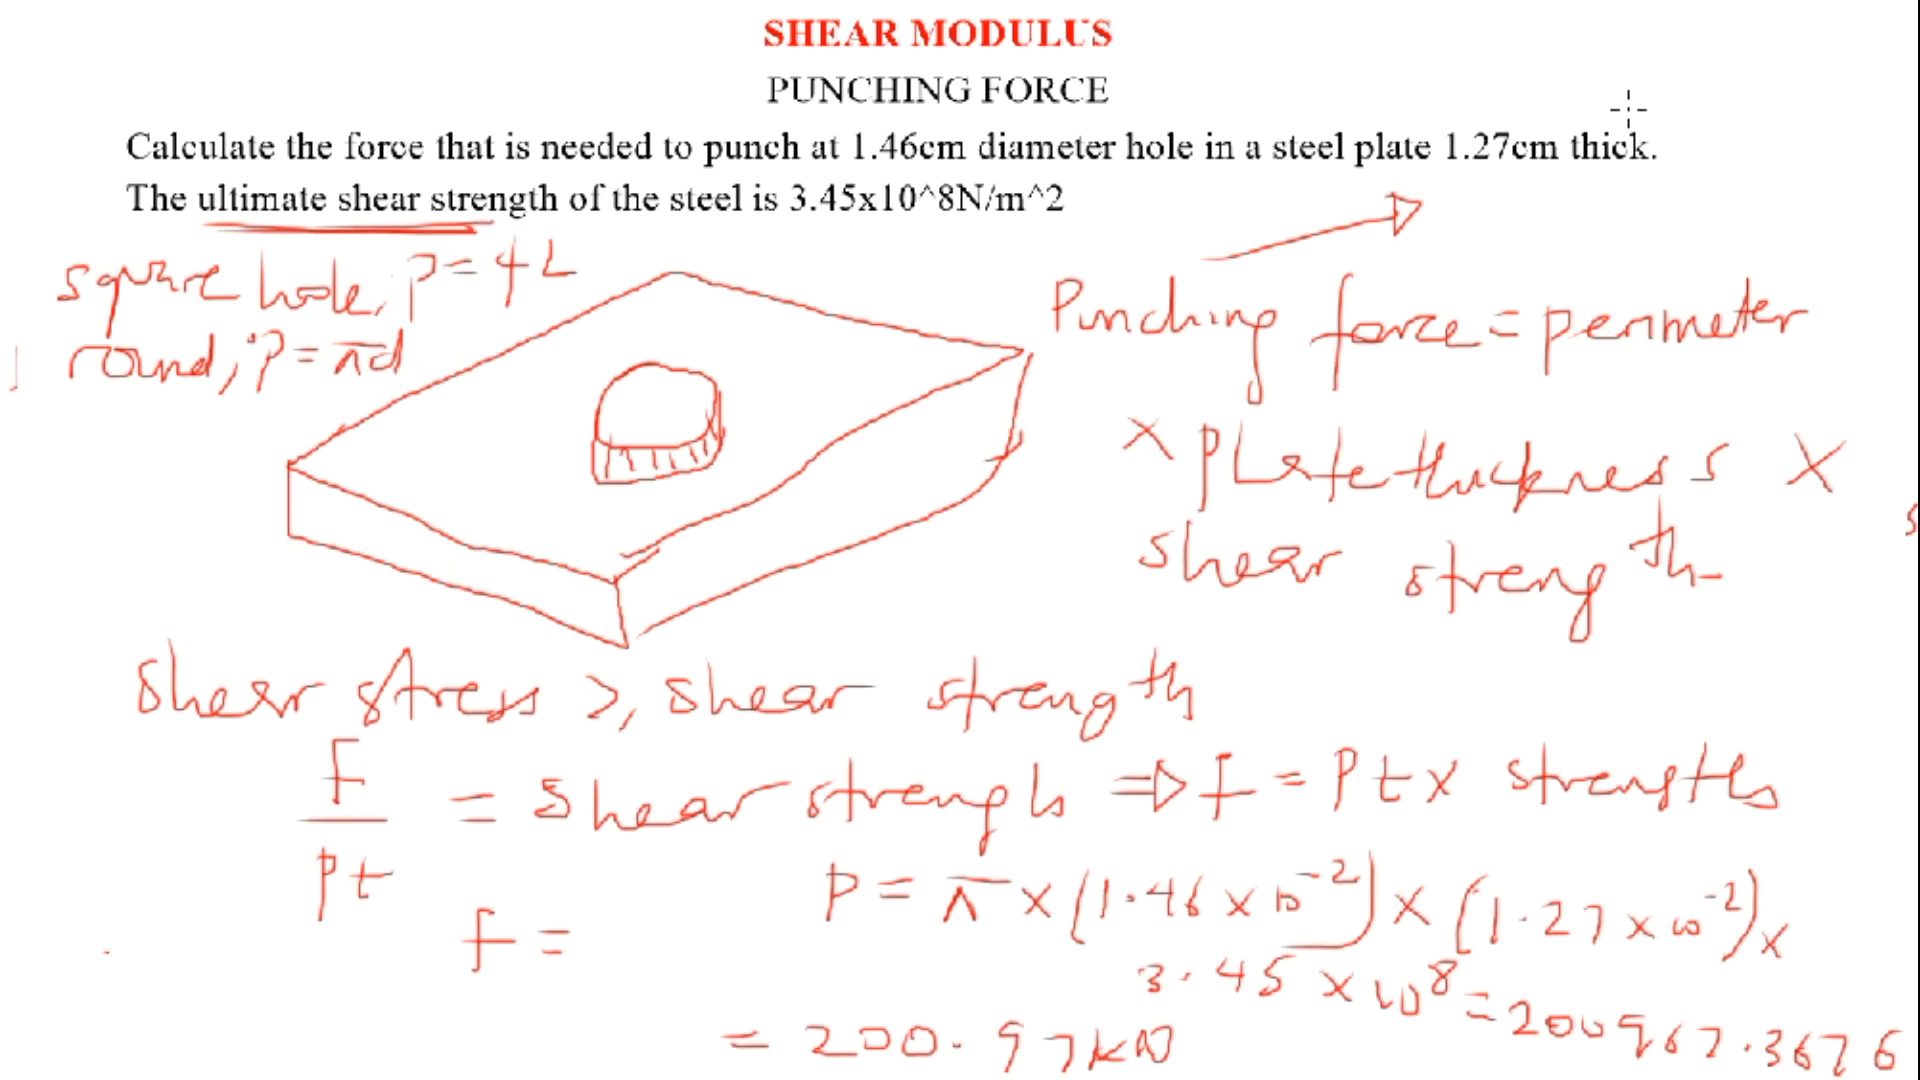 SHEAR MODULUS
PUNCHING FORCE
Calculate the force that is needed to punch at 1.46cm diameter hole in a steel plate 1.27cm thick.
The ultimate shear strength of the steel is 3.45x10^8N/m^2
square hole, P = 4L
round, P = πd
Punching force = perimeter
x plate thickness x
shear strength
shear stress ≥, shear strength
F/Pt = shear strength ⇒ F = Pt x strength
F =
P = π x (1.46 x 10⁻²) x (1.27 x 10⁻²) x
3.45 x 10⁸ = 200967.3676
= 200.97kN